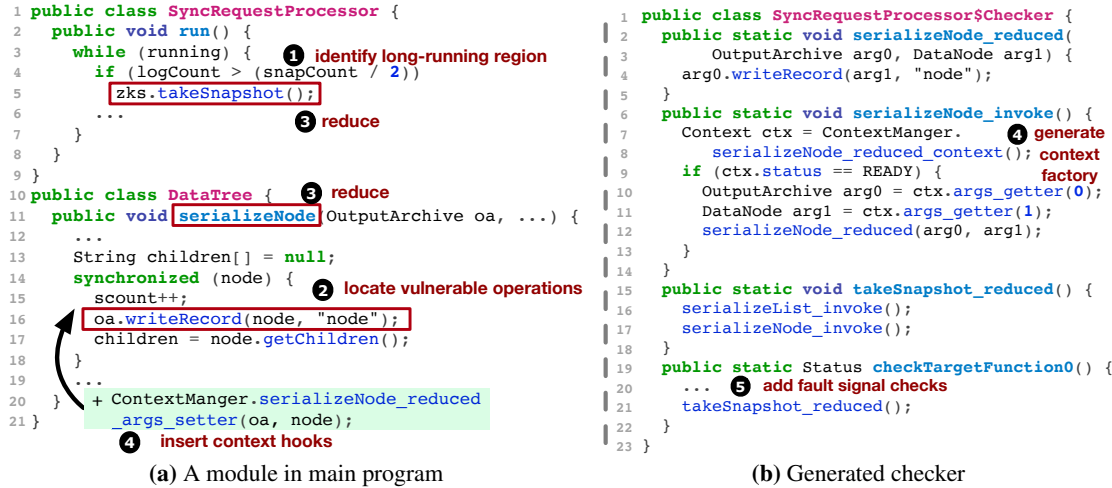 1 public class SyncRequestProcessor {
2 public void run() {
3 while (running) { 1 identify long-running region
4 if (logCount > (snapCount / 2))
5 zks.takeSnapshot();
6 ... 3 reduce
7 }
8 }
9 }
10 public class DataTree { 3 reduce
11 public void serializeNode(OutputArchive oa, ...) {
12 ...
13 String children[] = null;
14 synchronized (node) {
15 scount++; 2 locate vulnerable operations
16 oa.writeRecord(node, "node");
17 children = node.getChildren();
18 }
19 ...
20 } + ContextManger.serializeNode_reduced
21 } _args_setter(oa, node);
4 insert context hooks
(a) A module in main program
1 public class SyncRequestProcessor$Checker {
2 public static void serializeNode_reduced(
3 OutputArchive arg0, DataNode arg1) {
4 arg0.writeRecord(arg1, "node");
5 }
6 public static void serializeNode_invoke() {
7 Context ctx = ContextManger. 4 generate
8 serializeNode_reduced_context(); context
9 if (ctx.status == READY) { factory
10 OutputArchive arg0 = ctx.args_getter(0);
11 DataNode arg1 = ctx.args_getter(1);
12 serializeNode_reduced(arg0, arg1);
13 }
14 }
15 public static void takeSnapshot_reduced() {
16 serializeList_invoke();
17 serializeNode_invoke();
18 }
19 public static Status checkTargetFunction0() {
20 ... 5 add fault signal checks
21 takeSnapshot_reduced();
22 }
23 }
(b) Generated checker